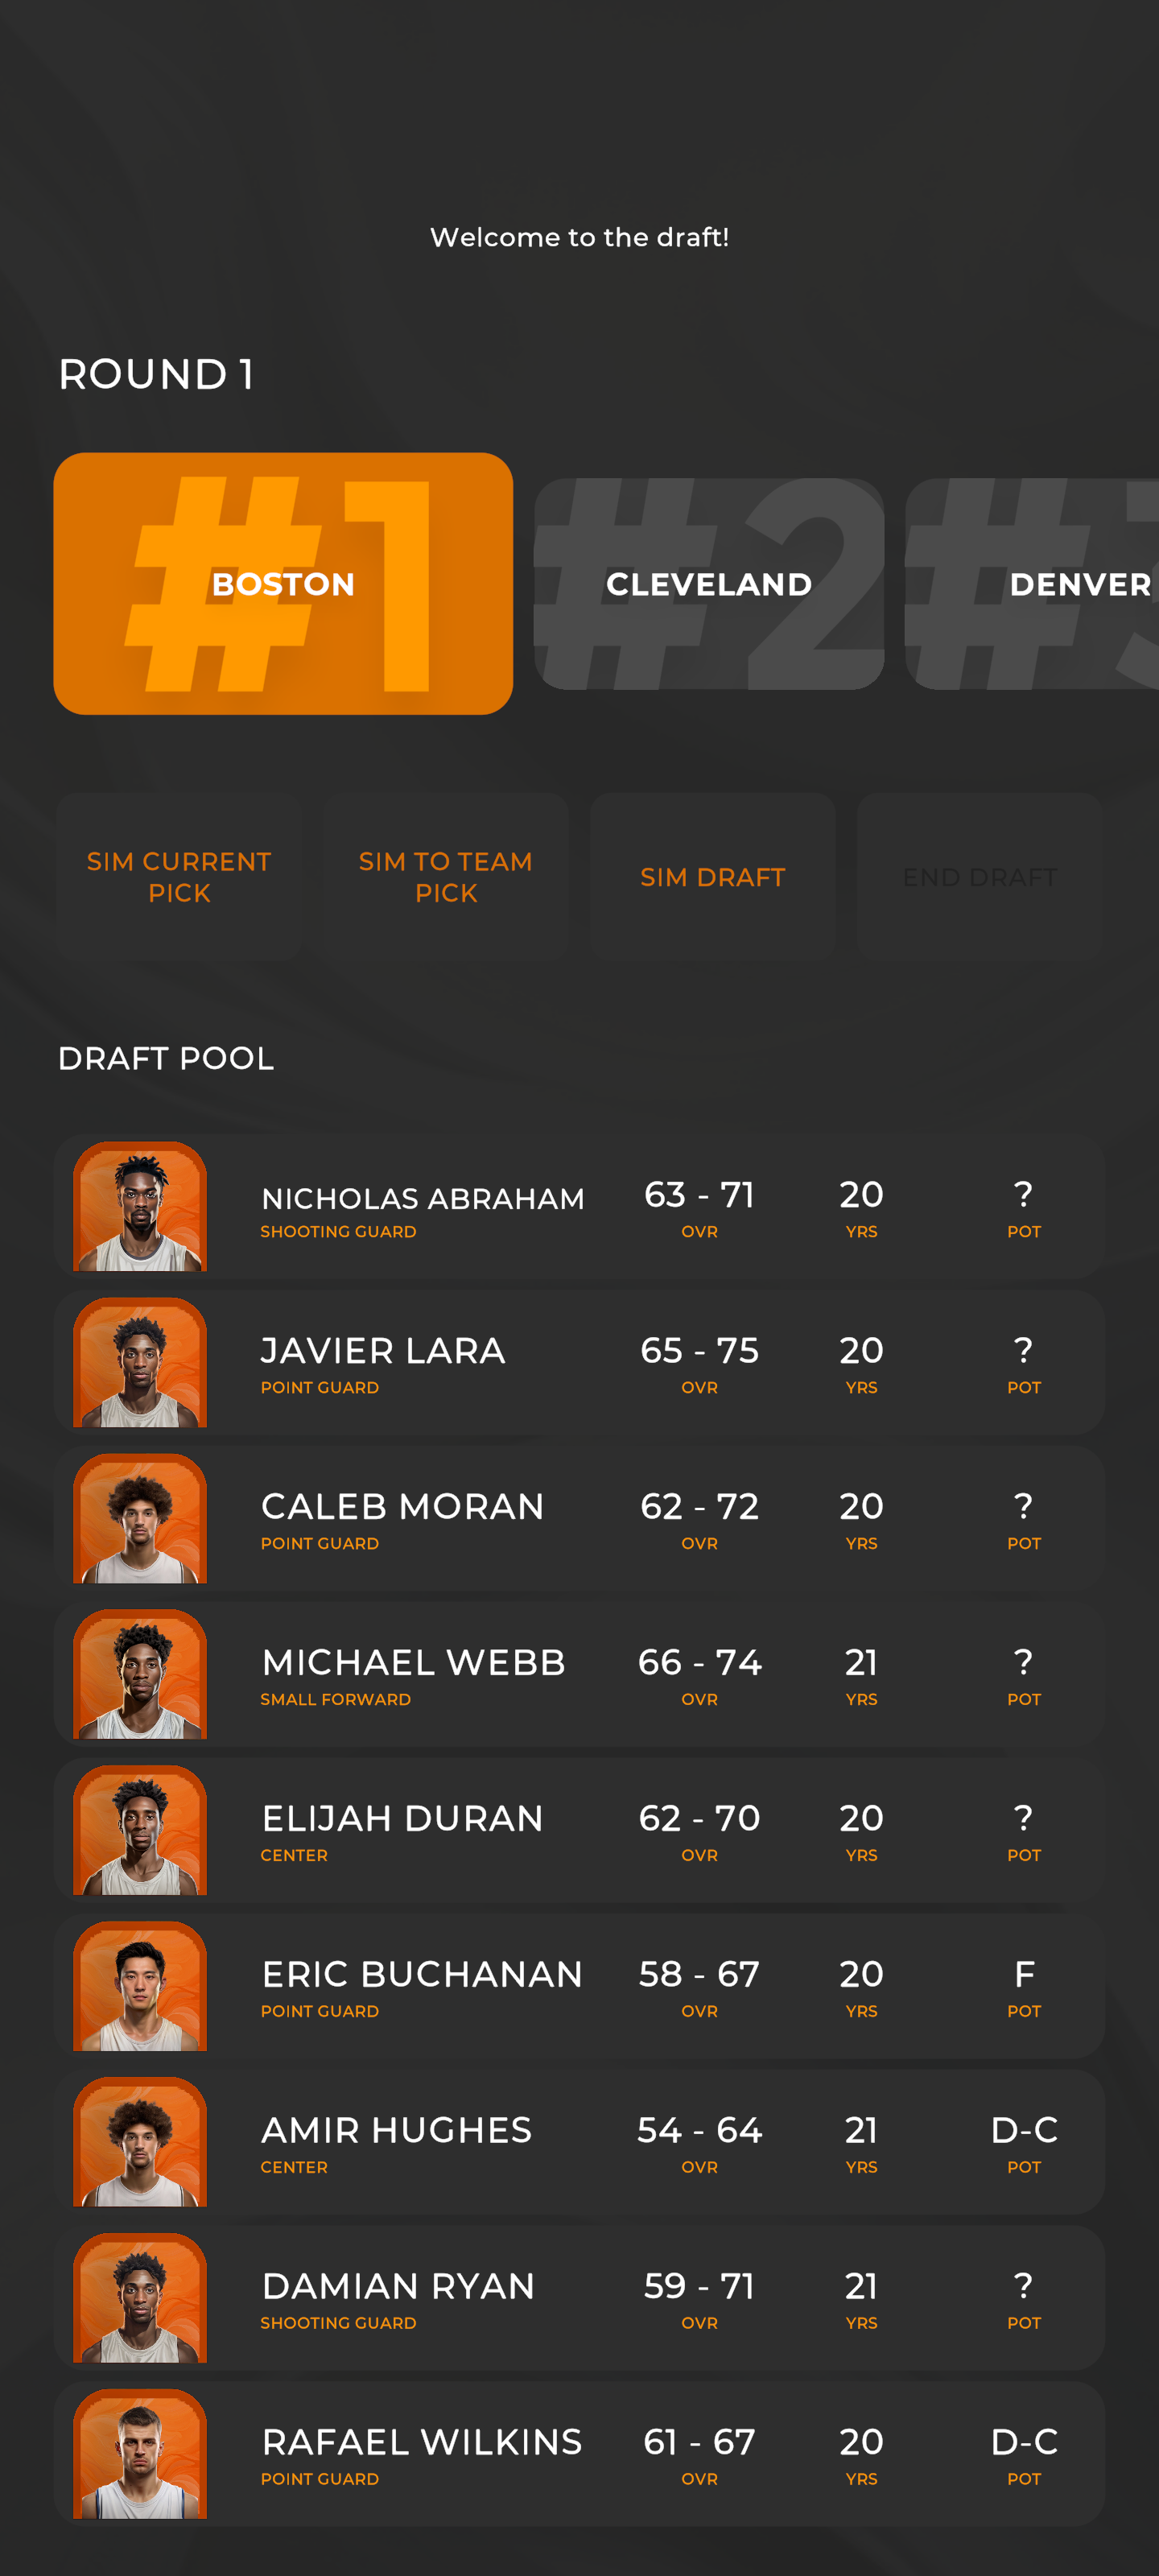 Welcome to the draft!
ROUND 1
#1
BOSTON
#2
CLEVELAND
#3
DENVER
SIM CURRENT
PICK
SIM TO TEAM
PICK
SIM DRAFT
END DRAFT
DRAFT POOL
NICHOLAS ABRAHAM 63 - 71 20 ?
SHOOTING GUARD OVR YRS POT
JAVIER LARA 65 - 75 20 ?
POINT GUARD OVR YRS POT
CALEB MORAN 62 - 72 20 ?
POINT GUARD OVR YRS POT
MICHAEL WEBB 66 - 74 21 ?
SMALL FORWARD OVR YRS POT
ELIJAH DURAN 62 - 70 20 ?
CENTER OVR YRS POT
ERIC BUCHANAN 58 - 67 20 F
POINT GUARD OVR YRS POT
AMIR HUGHES 54 - 64 21 D-C
CENTER OVR YRS POT
DAMIAN RYAN 59 - 71 21 ?
SHOOTING GUARD OVR YRS POT
RAFAEL WILKINS 61 - 67 20 D-C
POINT GUARD OVR YRS POT